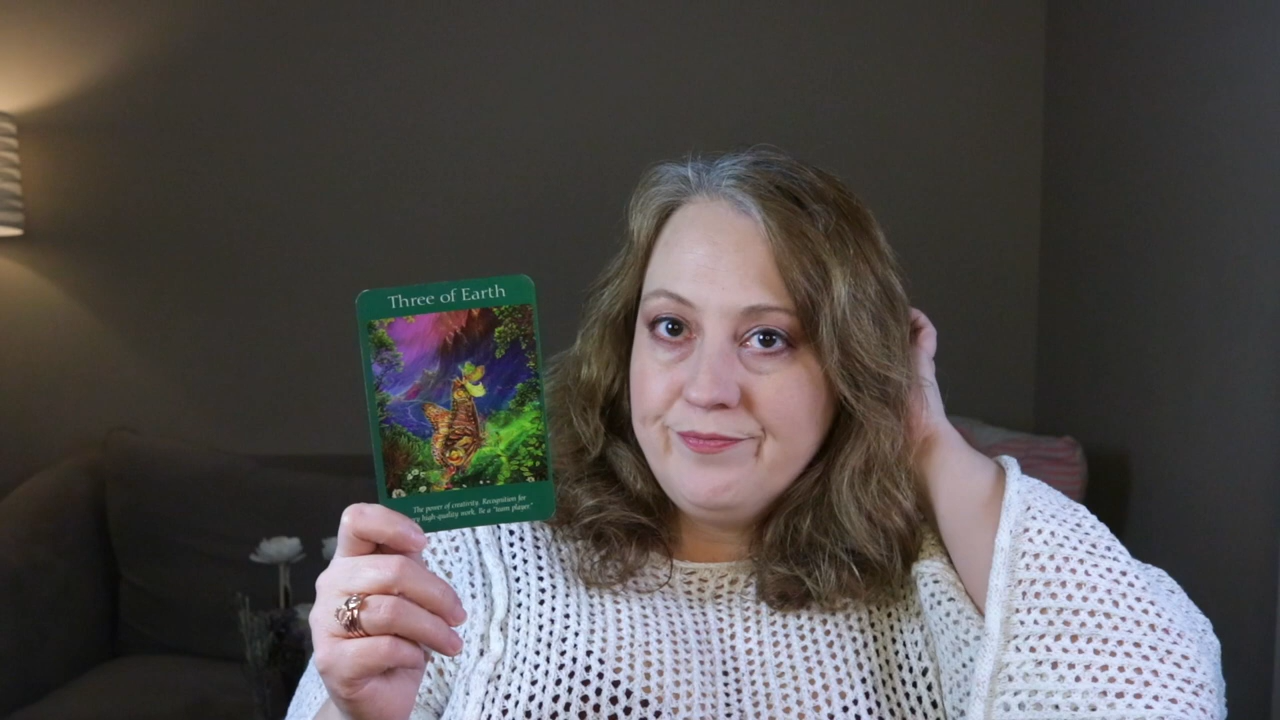 Three of Earth
The power of creativity. Recognition for
high-quality work. Be a "team player"